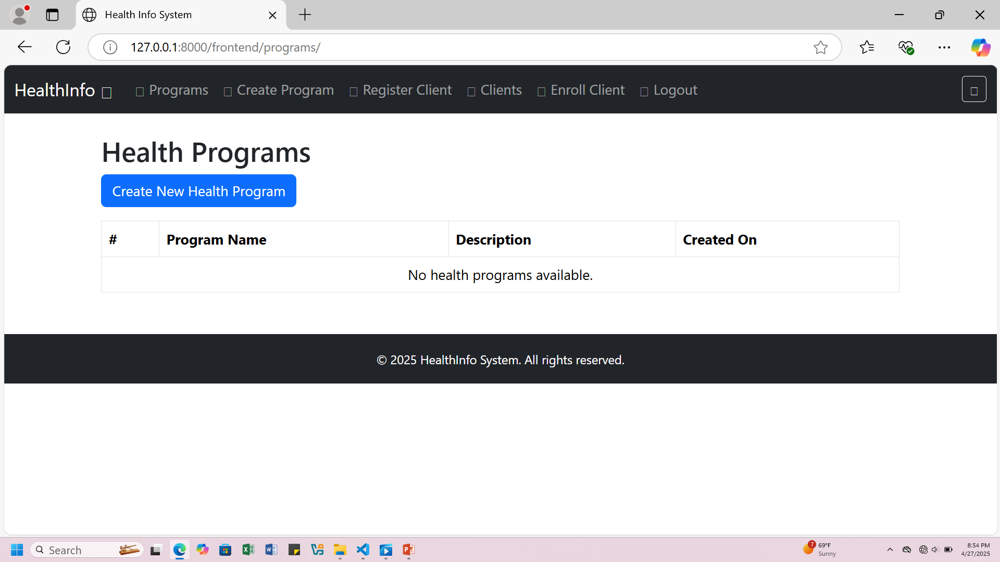 Health Info System
127.0.0.1:8000/frontend/programs/
HealthInfo Programs Create Program Register Client Clients Enroll Client Logout
Health Programs
Create New Health Program
# Program Name Description Created On
No health programs available.
© 2025 HealthInfo System. All rights reserved.
Search
7
69°F
Sunny
8:54 PM
4/27/2025